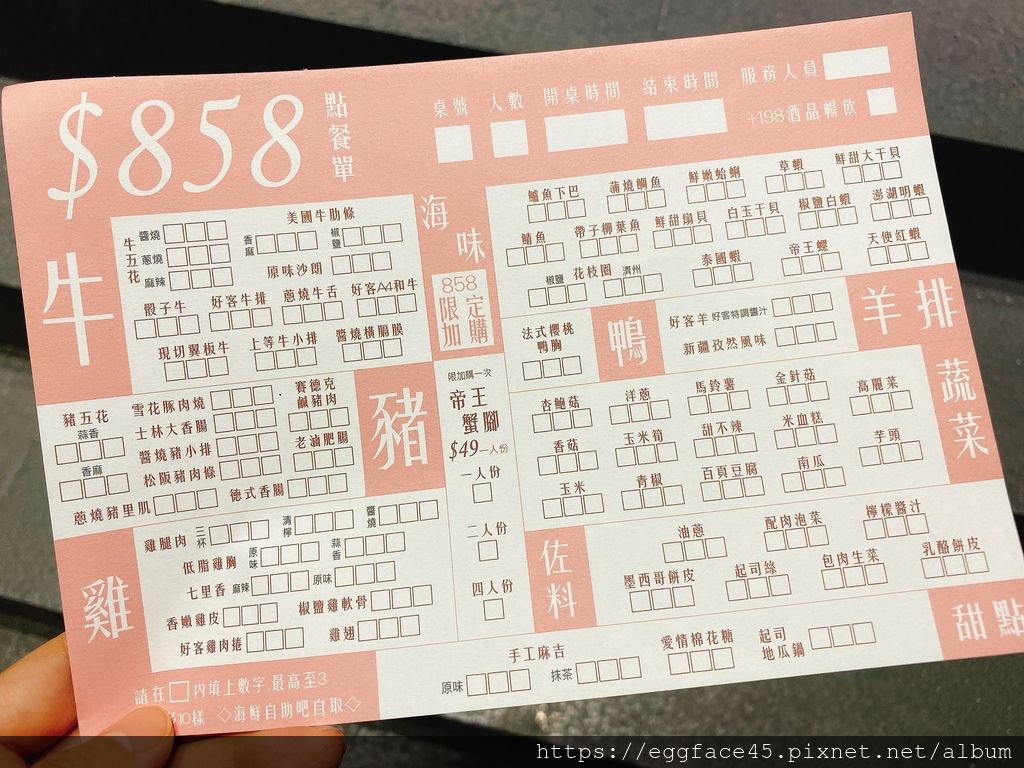 $858 點餐單
桌號 人數 開桌時間 結束時間 服務人員
+198酒品暢飲
牛
牛五花
醬燒
蔥燒
麻辣
美國牛肋條
香麻 椒鹽
原味沙朗
骰子牛 好客牛排 蔥燒牛舌 好客A4和牛
現切翼板牛 上等牛小排 醬燒橫膈膜
豬
豬五花
蒜香
香麻
雪花豚肉燒
士林大香腸
醬燒豬小排
松阪豬肉條
賽德克鹹豬肉
老滷肥腸
蔥燒豬里肌 德式香腸
雞
雞腿肉 三杯 清檸 醬燒
低脂雞胸 原味 蒜香
七里香 麻辣 原味
香嫩雞皮 椒鹽雞軟骨
好客雞肉捲 雞翅
請在□內填上數字,最高至3
10樣 ◇海鮮自助吧自取◇
海味
鱸魚下巴 蒲燒鯛魚 鮮嫩蛤蜊 草蝦 鮮甜大干貝
鯖魚 帶子柳葉魚 鮮甜扇貝 白玉干貝 椒鹽白蝦 澎湖明蝦
花枝圈 椒鹽 濟州
泰國蝦 帝王螺 天使紅蝦
858限定加購
限加購一次
帝王蟹腳
$49一人份
一人份
二人份
四人份
鴨
法式櫻桃鴨胸
羊排
好客羊 好客特調醬汁
新疆孜然風味
蔬菜
杏鮑菇 洋蔥 馬鈴薯 金針菇 高麗菜
香菇 玉米筍 甜不辣 米血糕 芋頭
玉米 青椒 百頁豆腐 南瓜
佐料
油蔥 配肉泡菜 檸檬醬汁
墨西哥餅皮 起司絲 包肉生菜 乳酪餅皮
甜點
手工麻吉
原味 抹茶
愛情棉花糖 起司地瓜鍋
https://eggface45.pixnet.net/album